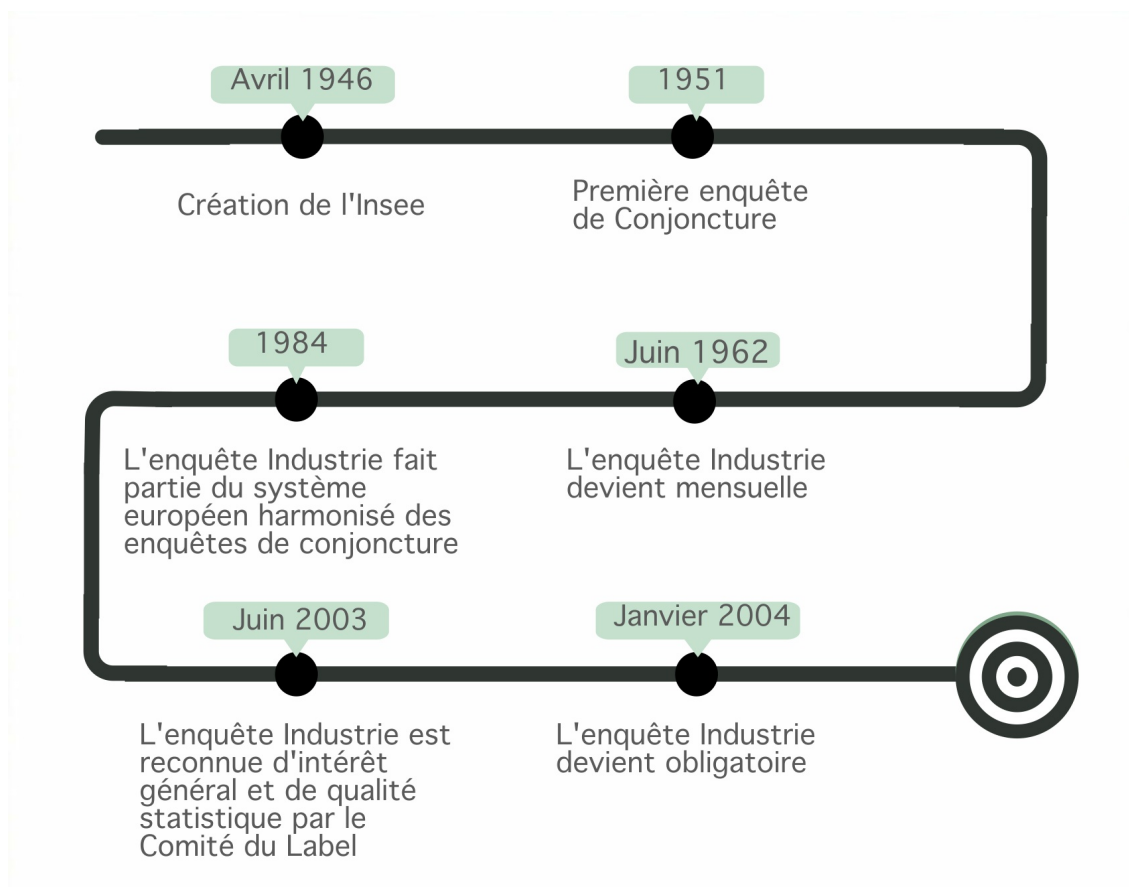 Avril 1946
Création de l'Insee
1951
Première enquête
de Conjoncture
Juin 1962
L'enquête Industrie
devient mensuelle
1984
L'enquête Industrie fait
partie du système
européen harmonisé des
enquêtes de conjoncture
Juin 2003
L'enquête Industrie est
reconnue d'intérêt
général et de qualité
statistique par le
Comité du Label
Janvier 2004
L'enquête Industrie
devient obligatoire